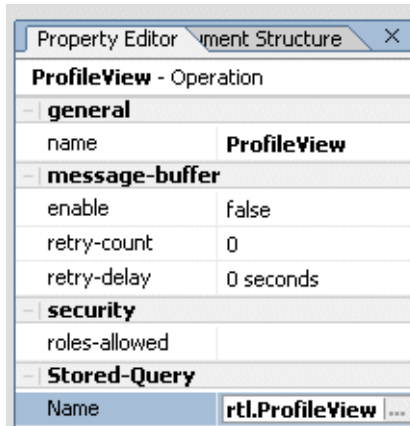 Property Editor ument Structure ×
ProfileView - Operation
general
name ProfileView
message-buffer
enable false
retry-count 0
retry-delay 0 seconds
security
roles-allowed
Stored-Query
Name rtl.ProfileView ...